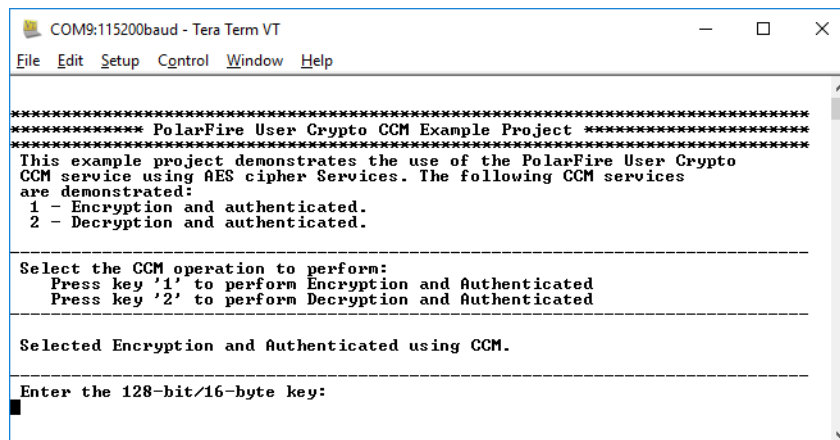 COM9:115200baud - Tera Term VT
File Edit Setup Control Window Help
******************************************************************************
************* PolarFire User Crypto CCM Example Project **********************
******************************************************************************
This example project demonstrates the use of the PolarFire User Crypto
CCM service using AES cipher Services. The following CCM services
are demonstrated:
1 - Encryption and authenticated.
2 - Decryption and authenticated.
------------------------------------------------------------------------------
Select the CCM operation to perform:
Press key '1' to perform Encryption and Authenticated
Press key '2' to perform Decryption and Authenticated
------------------------------------------------------------------------------
Selected Encryption and Authenticated using CCM.
------------------------------------------------------------------------------
Enter the 128-bit/16-byte key: